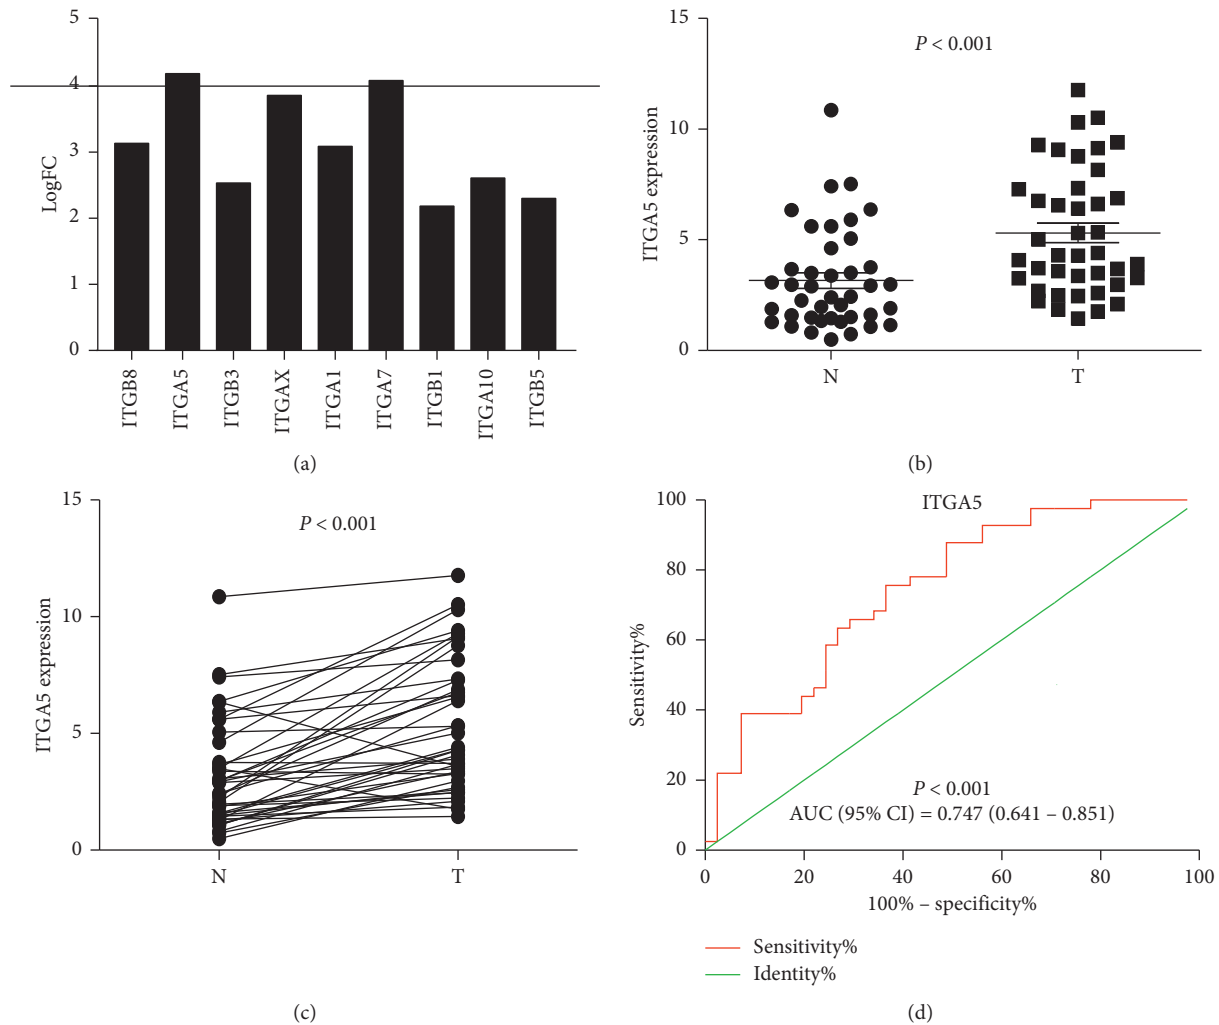 5
4
3
2
1
0
LogFC
ITGB8
ITGA5
ITGB3
ITGAX
ITGA1
ITGA7
ITGB1
ITGA10
ITGB5
(a)
15
10
5
0
ITGA5 expression
P < 0.001
N
T
(b)
15
10
5
0
ITGA5 expression
P < 0.001
N
T
(c)
100
80
60
40
20
0
Sensitivity%
ITGA5
P < 0.001
AUC (95% CI) = 0.747 (0.641 – 0.851)
0 20 40 60 80 100
100% – specificity%
Sensitivity%
Identity%
(d)